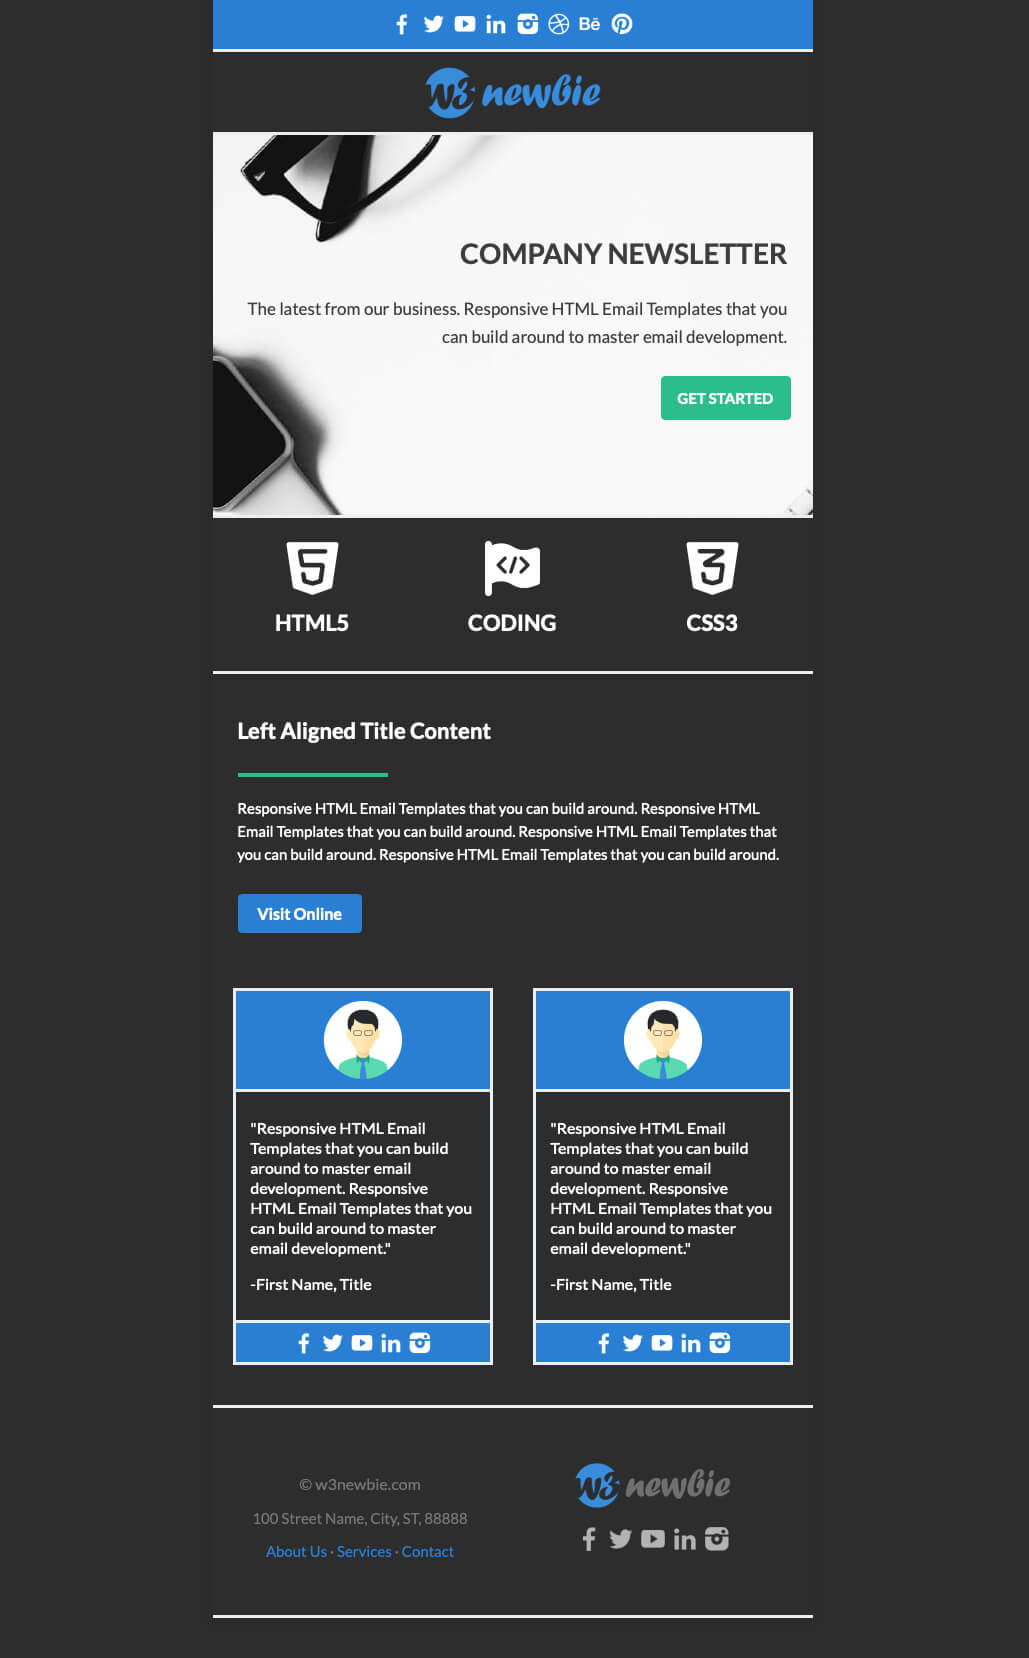 Bē
W3 newbie
COMPANY NEWSLETTER
The latest from our business. Responsive HTML Email Templates that you
can build around to master email development.
GET STARTED
5
3
HTML5
CODING
CSS3
Left Aligned Title Content
Responsive HTML Email Templates that you can build around. Responsive HTML
Email Templates that you can build around. Responsive HTML Email Templates that
you can build around. Responsive HTML Email Templates that you can build around.
Visit Online
"Responsive HTML Email
Templates that you can build
around to master email
development. Responsive
HTML Email Templates that you
can build around to master
email development."
-First Name, Title
"Responsive HTML Email
Templates that you can build
around to master email
development. Responsive
HTML Email Templates that you
can build around to master
email development."
-First Name, Title
© w3newbie.com
100 Street Name, City, ST, 88888
About Us · Services · Contact
W3 newbie